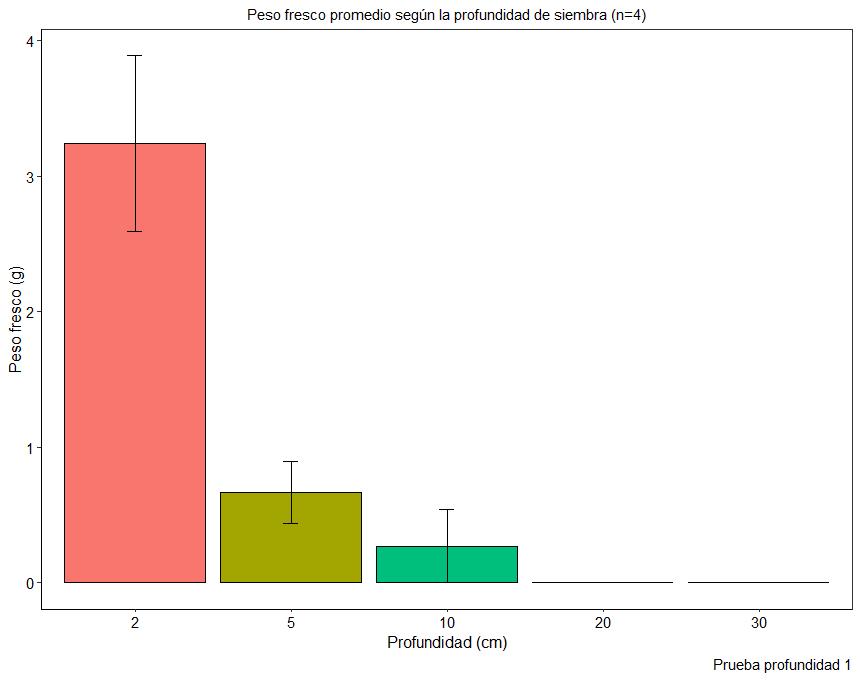 Peso fresco promedio según la profundidad de siembra (n=4)
Peso fresco (g)
4
3
2
1
0
2 5 10 20 30
Profundidad (cm)
Prueba profundidad 1